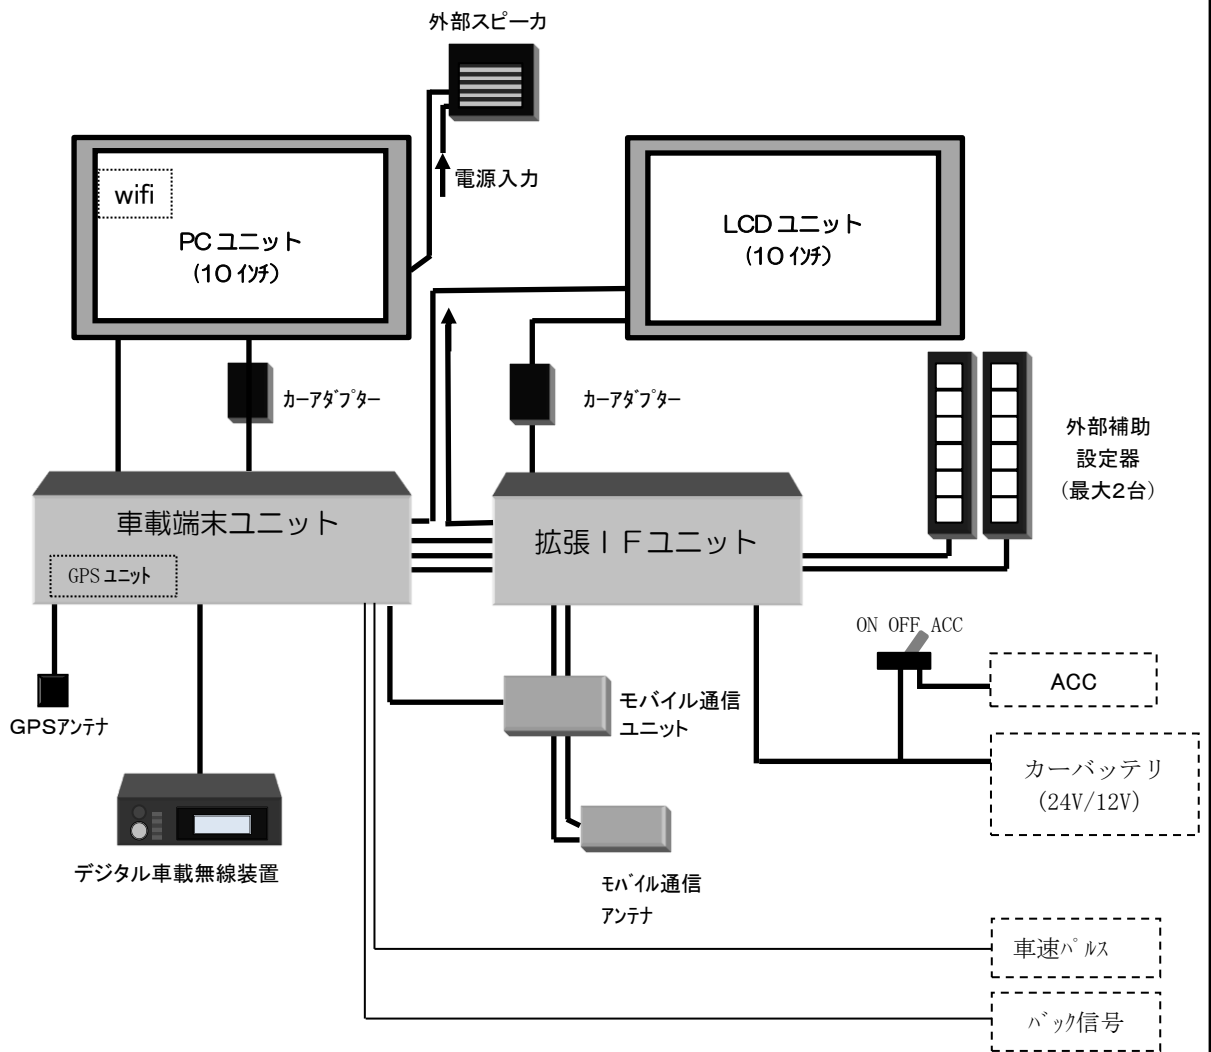 外部スピーカ
電源入力
wifi
PCユニット
(10ｲﾝﾁ)
LCDユニット
(10ｲﾝﾁ)
ｶｰｱﾀﾞﾌﾟﾀｰ
ｶｰｱﾀﾞﾌﾟﾀｰ
外部補助
設定器
(最大2台)
車載端末ユニット
GPSﾕﾆｯﾄ
拡張ＩＦユニット
ON OFF ACC
ACC
GPSｱﾝﾃﾅ
モバイル通信
ユニット
カーバッテリ
(24V/12V)
デジタル車載無線装置
ﾓﾊﾞｲﾙ通信
ｱﾝﾃﾅ
車速ﾊﾟﾙｽ
ﾊﾞｯｸ信号